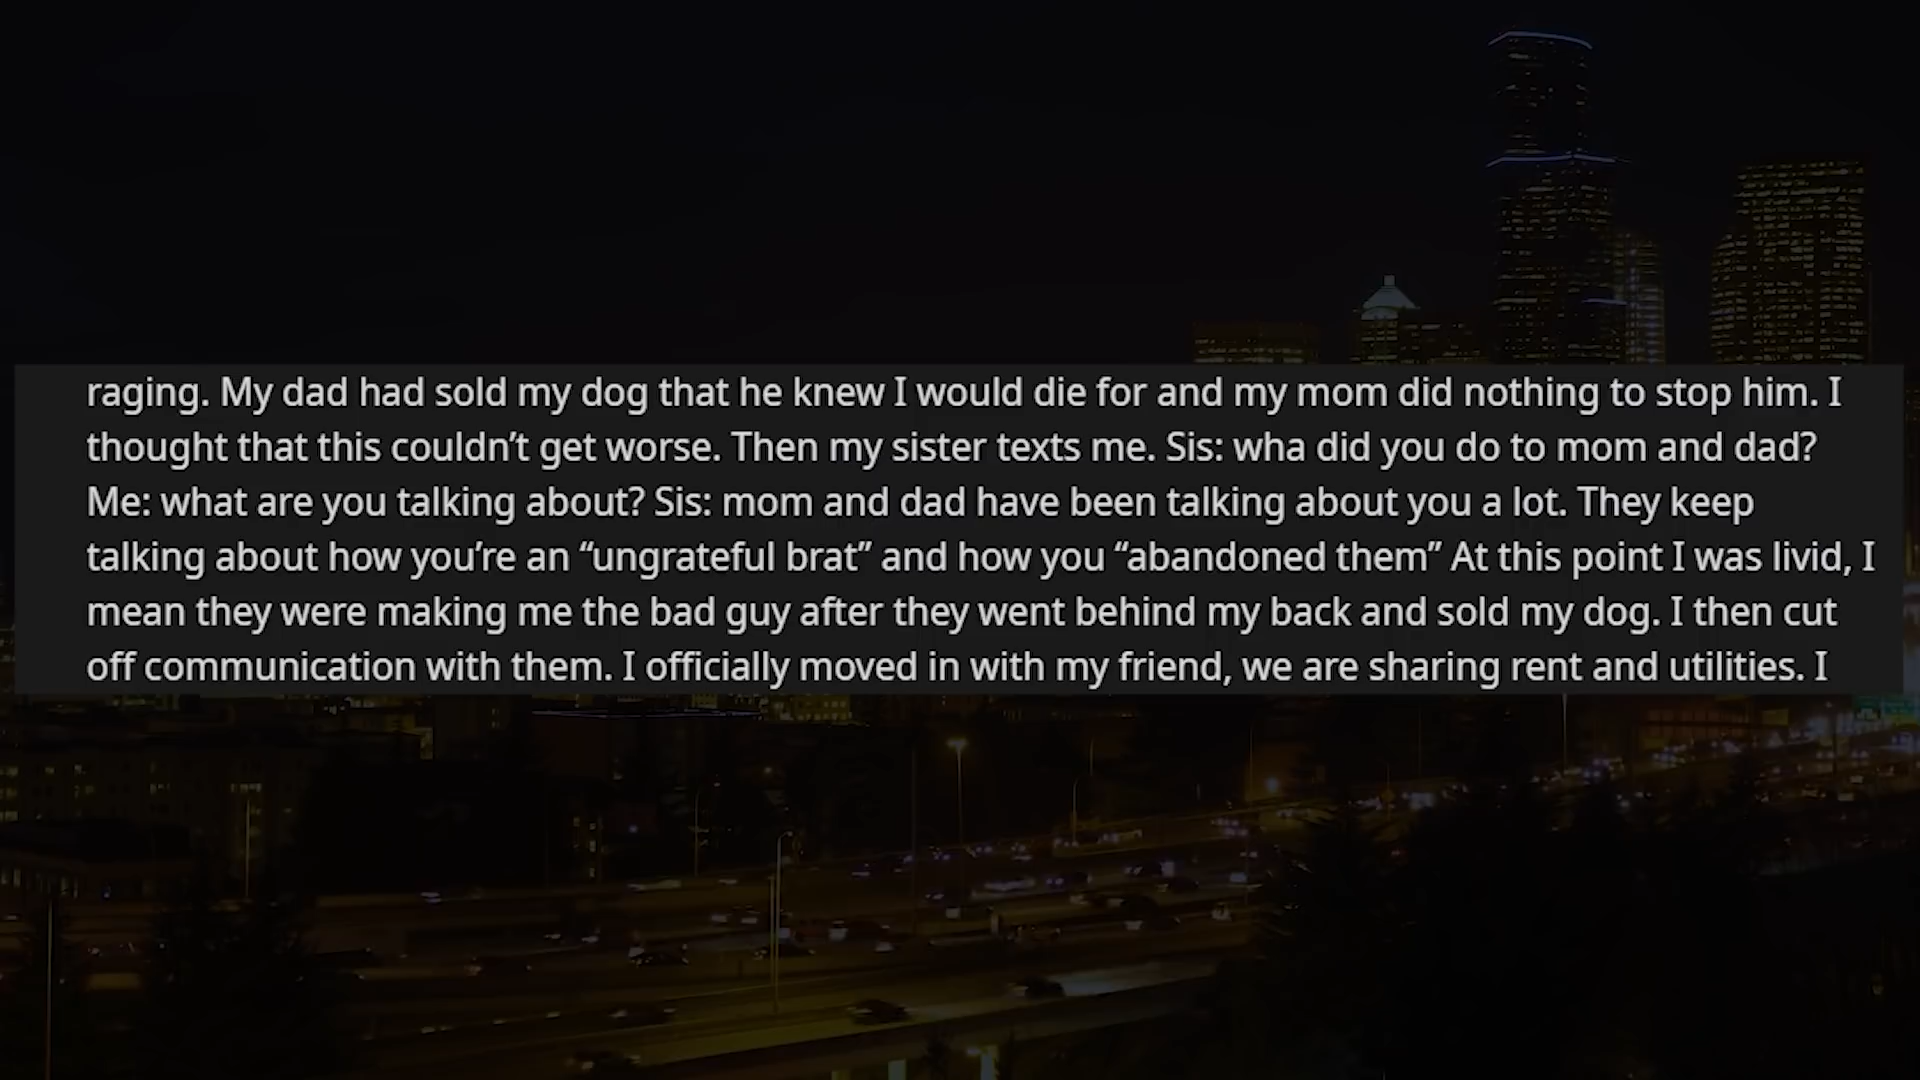 raging. My dad had sold my dog that he knew I would die for and my mom did nothing to stop him. I
thought that this couldn’t get worse. Then my sister texts me. Sis: wha did you do to mom and dad?
Me: what are you talking about? Sis: mom and dad have been talking about you a lot. They keep
talking about how you’re an “ungrateful brat” and how you “abandoned them” At this point I was livid, I
mean they were making me the bad guy after they went behind my back and sold my dog. I then cut
off communication with them. I officially moved in with my friend, we are sharing rent and utilities. I